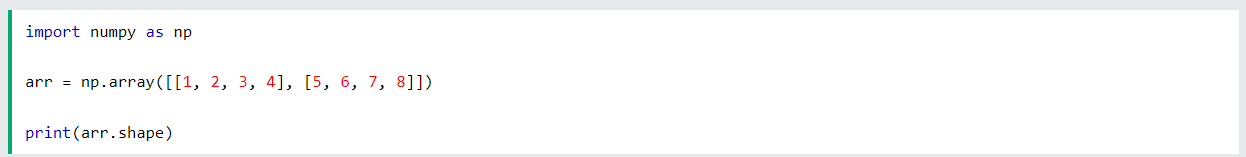 import numpy as np
arr = np.array([[1, 2, 3, 4], [5, 6, 7, 8]])
print(arr.shape)